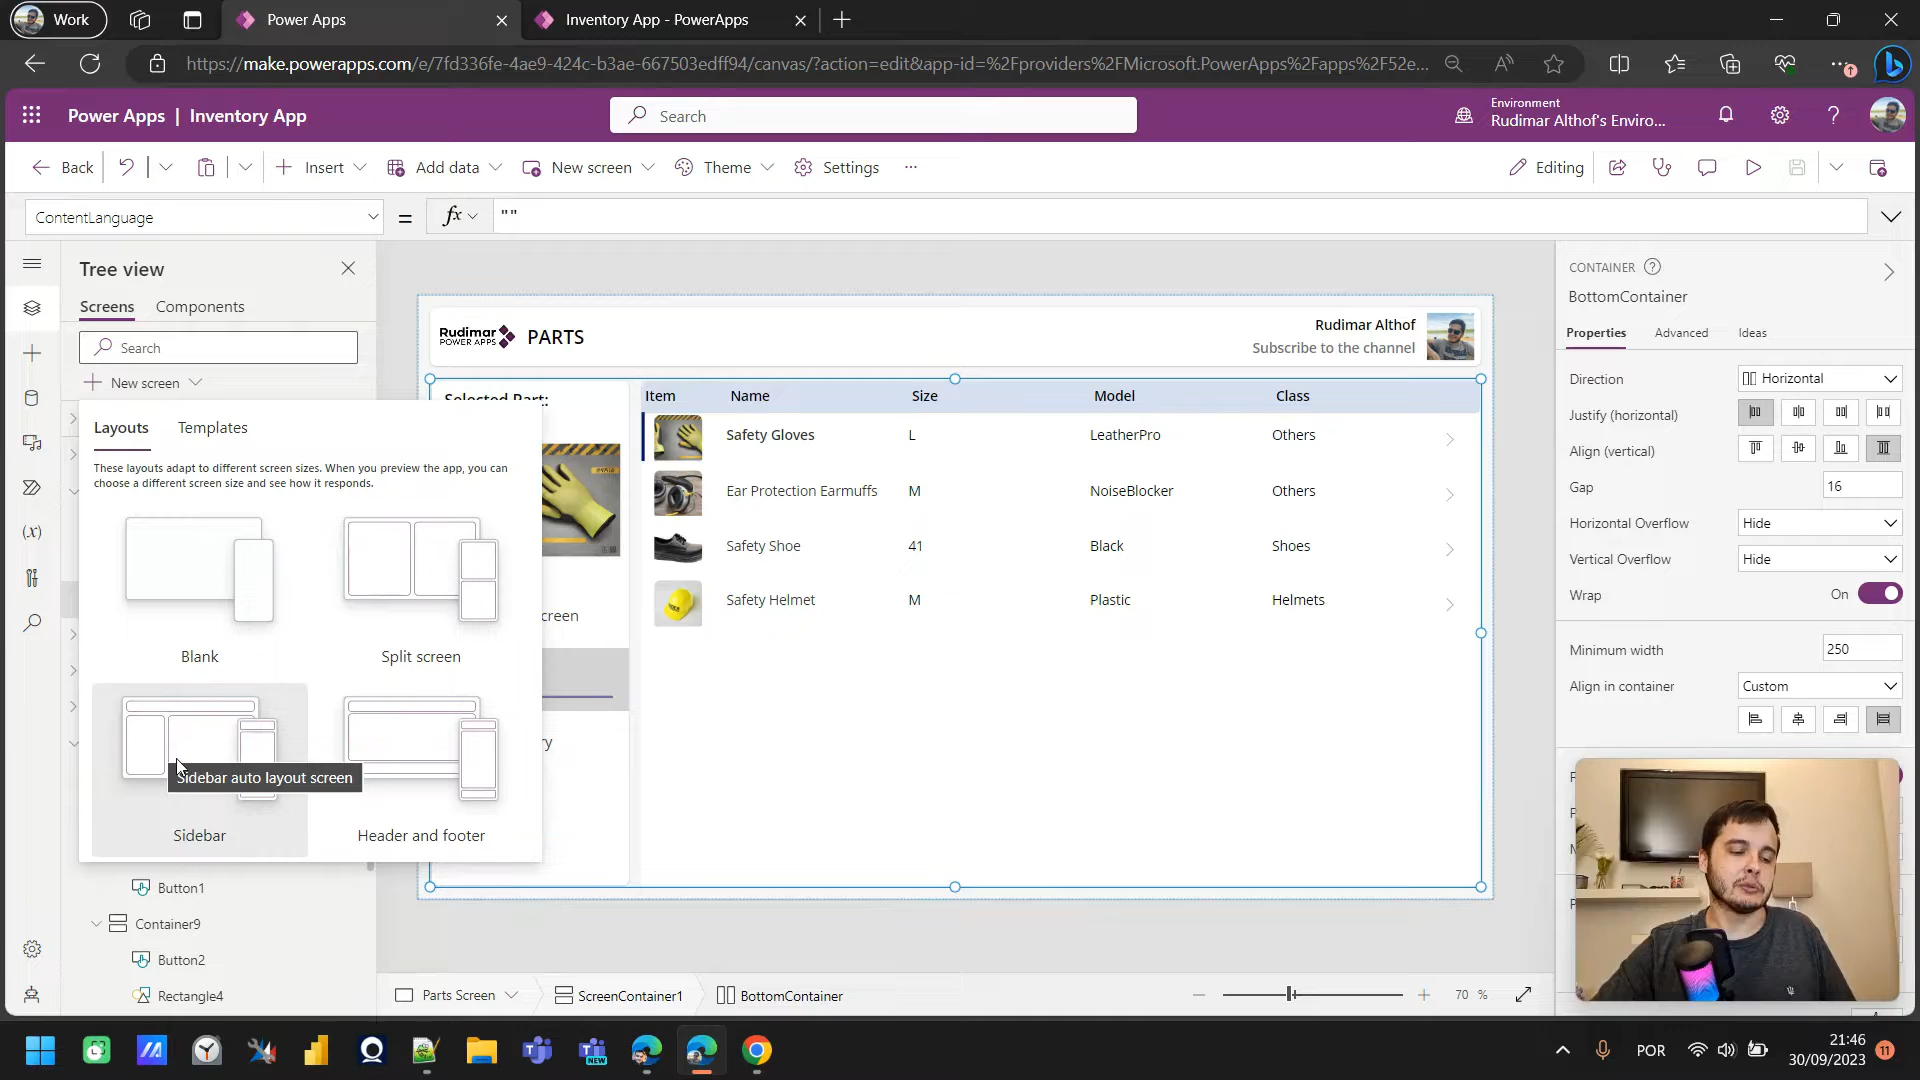 Work
Power Apps
Inventory App - PowerApps
https://make.powerapps.com/e/7fd336fe-4ae9-424c-b3ae-667503edff94/canvas/?action=edit&app-id=%2Fproviders%2FMicrosoft.PowerApps%2Fapps%2F52e...
Power Apps | Inventory App
Search
Environment
Rudimar Althof's Enviro...
Back
Insert
Add data
New screen
Theme
Settings
...
Editing
ContentLanguage
=
fx
""
Tree view
Screens
Components
Search
New screen
Layouts
Templates
These layouts adapt to different screen sizes. When you preview the app, you can
choose a different screen size and see how it responds.
Blank
Split screen
Sidebar auto layout screen
Sidebar
Header and footer
Button1
Container9
Button2
Rectangle4
Rudimar
POWER APPS
PARTS
Rudimar Althof
Subscribe to the channel
Selected Part:
creen
ry
Item
Name
Size
Model
Class
Safety Gloves
L
LeatherPro
Others
Ear Protection Earmuffs
M
NoiseBlocker
Others
Safety Shoe
41
Black
Shoes
Safety Helmet
M
Plastic
Helmets
Parts Screen
ScreenContainer1
BottomContainer
70 %
CONTAINER
BottomContainer
Properties
Advanced
Ideas
Direction
Horizontal
Justify (horizontal)
Align (vertical)
Gap
16
Horizontal Overflow
Hide
Vertical Overflow
Hide
Wrap
On
Minimum width
250
Align in container
Custom
NEW
POR
21:46
30/09/2023
11